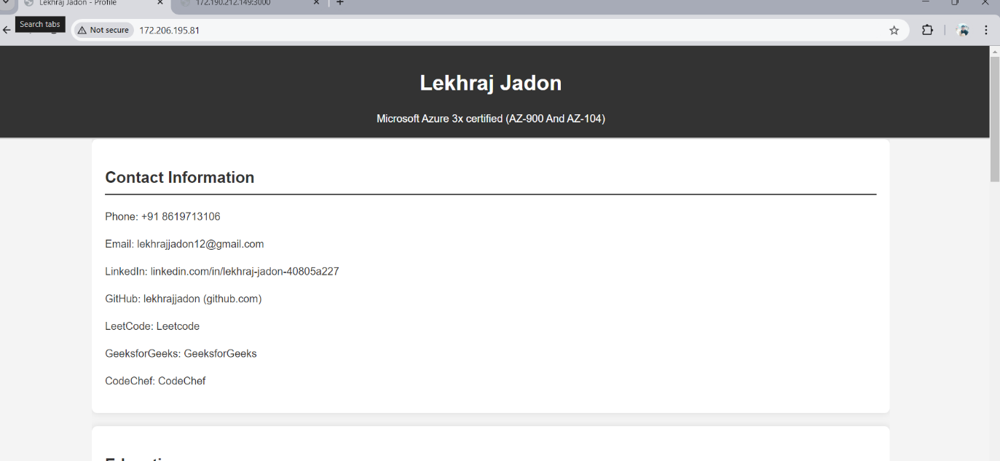 Lekhraj Jadon - Profile
172.190.212.149:3000
Search tabs
Not secure
172.206.195.81
Lekhraj Jadon
Microsoft Azure 3x certified (AZ-900 And AZ-104)
Contact Information
Phone: +91 8619713106
Email: lekhrajjadon12@gmail.com
LinkedIn: linkedin.com/in/lekhraj-jadon-40805a227
GitHub: lekhrajjadon (github.com)
LeetCode: Leetcode
GeeksforGeeks: GeeksforGeeks
CodeChef: CodeChef